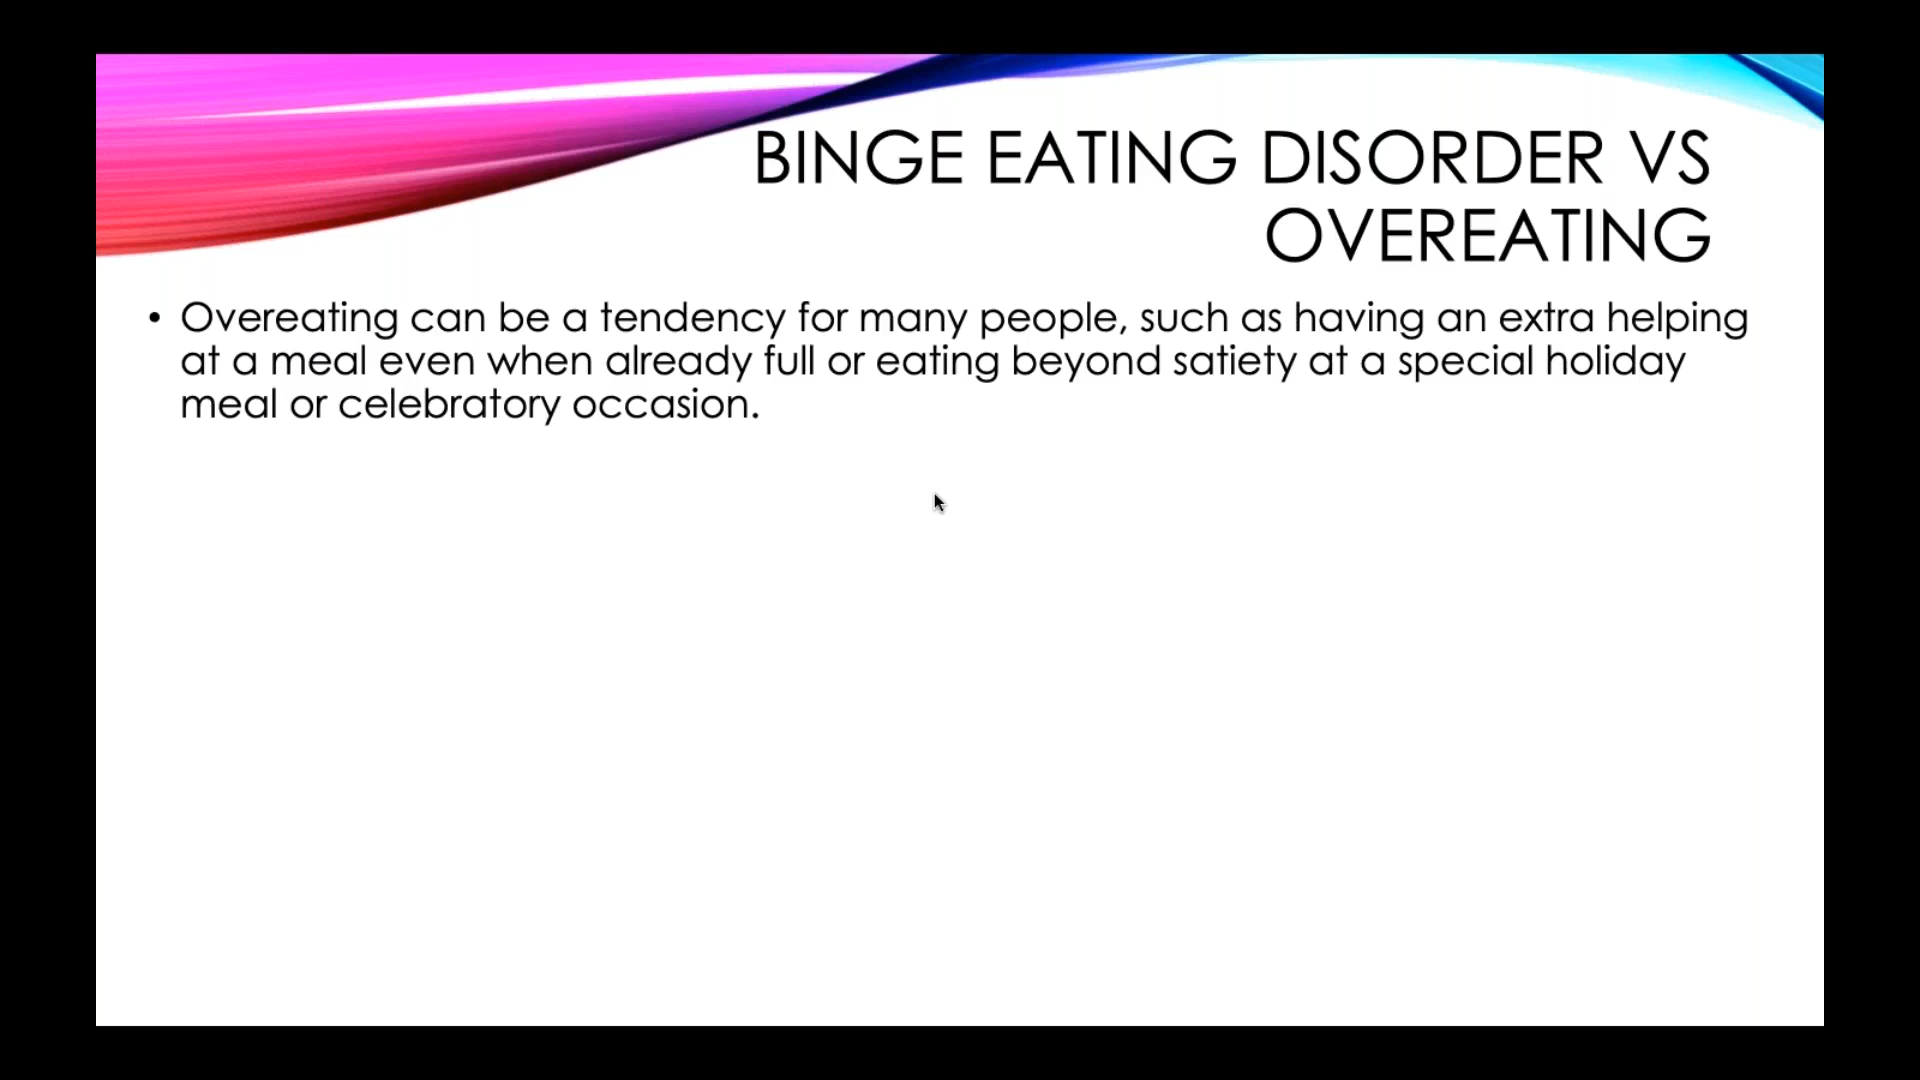 BINGE EATING DISORDER VS
OVEREATING
• Overeating can be a tendency for many people, such as having an extra helping
at a meal even when already full or eating beyond satiety at a special holiday
meal or celebratory occasion.